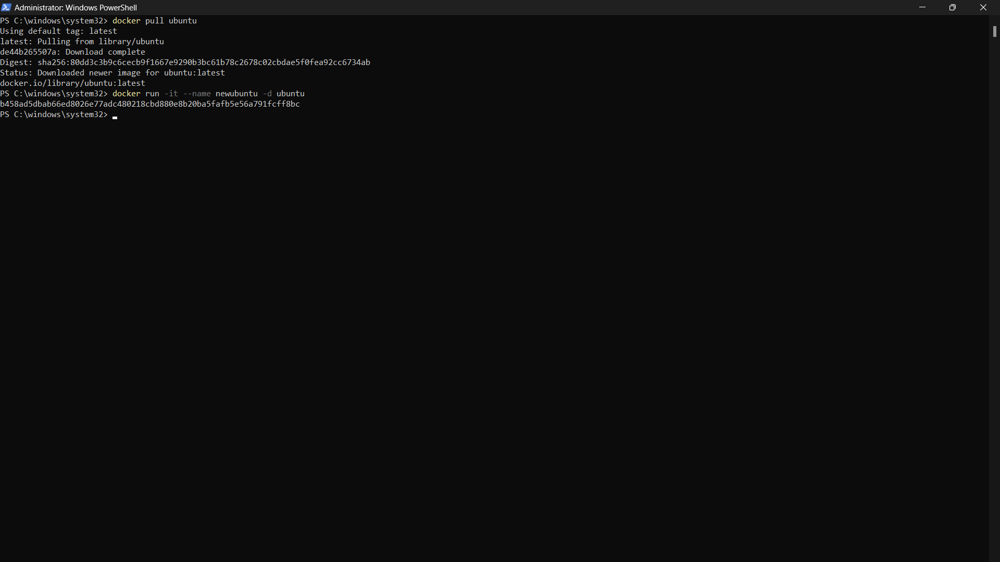 Administrator: Windows PowerShell
PS C:\windows\system32> docker pull ubuntu
Using default tag: latest
latest: Pulling from library/ubuntu
de44b265507a: Download complete
Digest: sha256:80dd3c3b9c6cecb9f1667e9290b3bc61b78c2678c02cbdae5f0fea92cc6734ab
Status: Downloaded newer image for ubuntu:latest
docker.io/library/ubuntu:latest
PS C:\windows\system32> docker run -it --name newubuntu -d ubuntu
b458ad5dbab66ed8026e77adc480218cbd880e8b20ba5fafb5e56a791fcff8bc
PS C:\windows\system32>